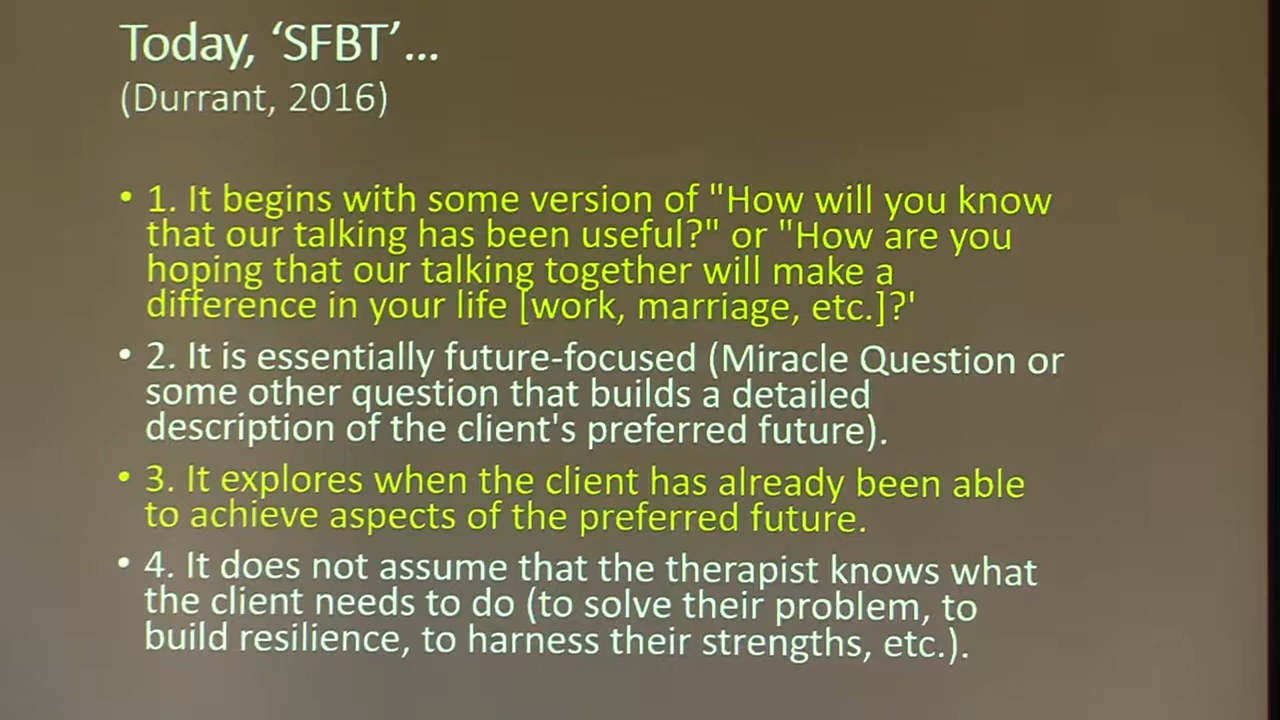 Today, ‘SFBT’...
(Durrant, 2016)
• 1. It begins with some version of "How will you know
that our talking has been useful?" or "How are you
hoping that our talking together will make a
difference in your life [work, marriage, etc.]?'
• 2. It is essentially future-focused (Miracle Question or
some other question that builds a detailed
description of the client's preferred future).
• 3. It explores when the client has already been able
to achieve aspects of the preferred future.
• 4. It does not assume that the therapist knows what
the client needs to do (to solve their problem, to
build resilience, to harness their strengths, etc.).